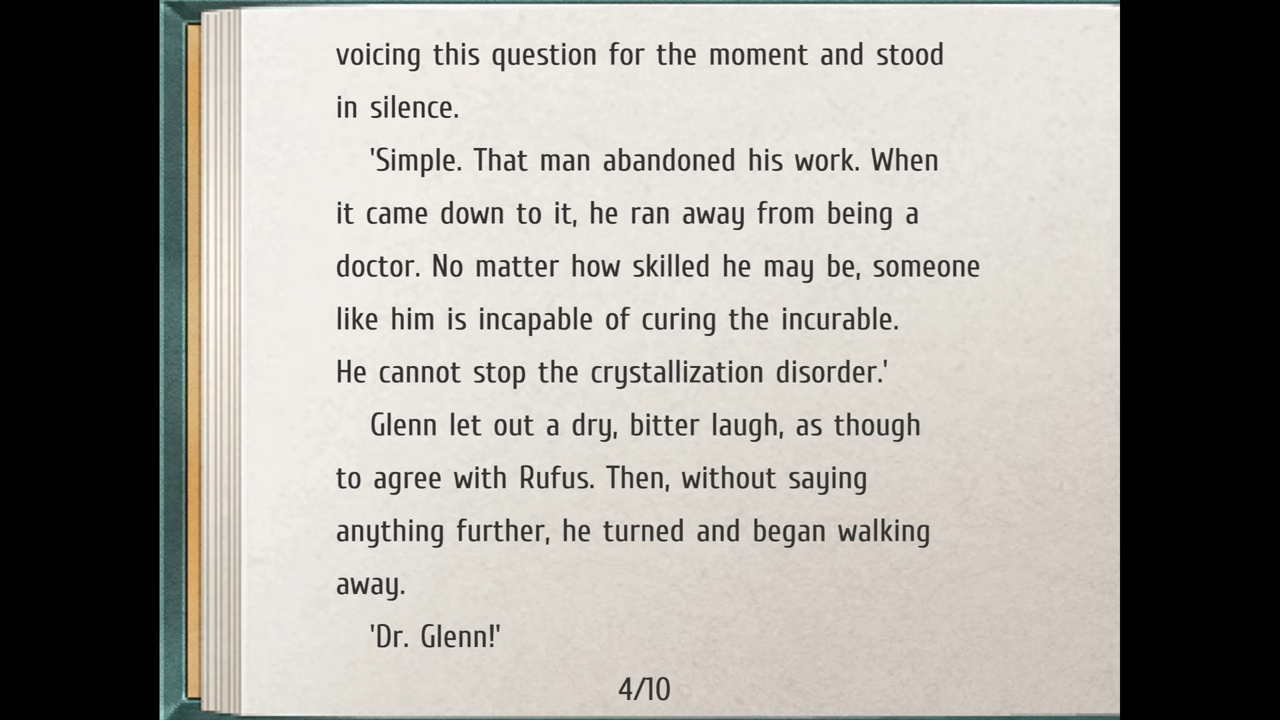 voicing this question for the moment and stood
in silence.
'Simple. That man abandoned his work. When
it came down to it, he ran away from being a
doctor. No matter how skilled he may be, someone
like him is incapable of curing the incurable.
He cannot stop the crystallization disorder.'
Glenn let out a dry, bitter laugh, as though
to agree with Rufus. Then, without saying
anything further, he turned and began walking
away.
'Dr. Glenn!'
4/10